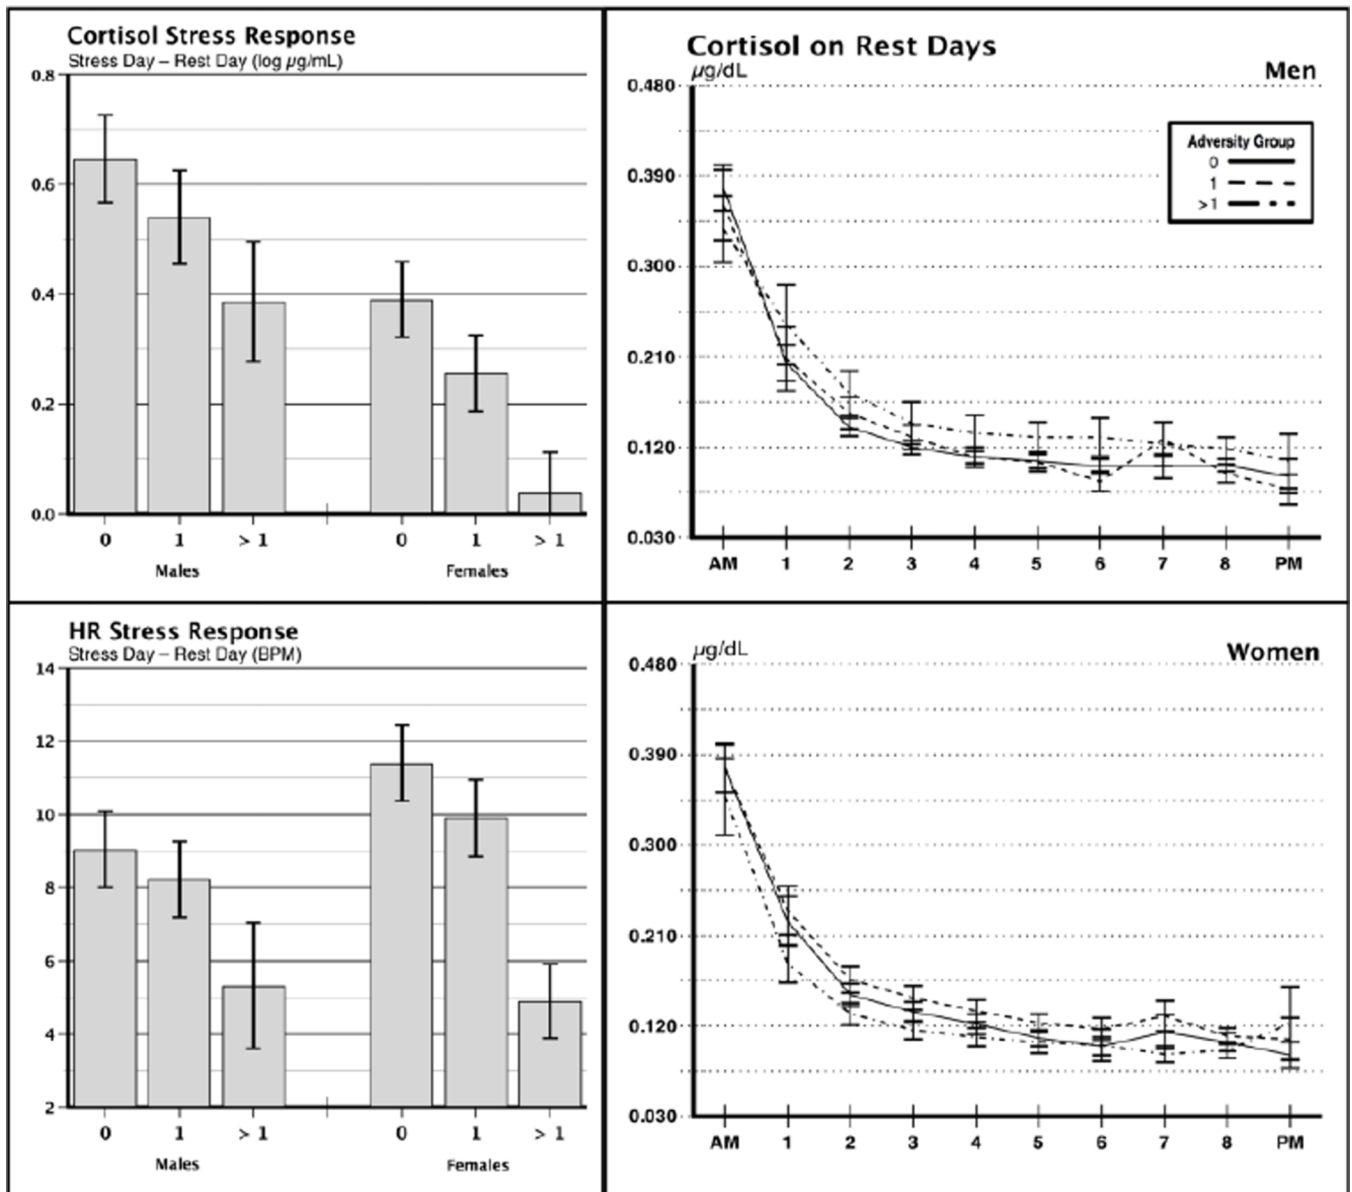 Cortisol Stress Response
Stress Day – Rest Day (log µg/mL)
0.8
0.6
0.4
0.2
0.0
0 1 > 1 0 1 > 1
Males Females
Cortisol on Rest Days
µg/dL
Men
0.480
0.390
0.300
0.210
0.120
0.030
Adversity Group
0
1
>1
AM 1 2 3 4 5 6 7 8 PM
HR Stress Response
Stress Day – Rest Day (BPM)
14
12
10
8
6
4
2
0 1 > 1 0 1 > 1
Males Females
µg/dL
Women
0.480
0.390
0.300
0.210
0.120
0.030
AM 1 2 3 4 5 6 7 8 PM